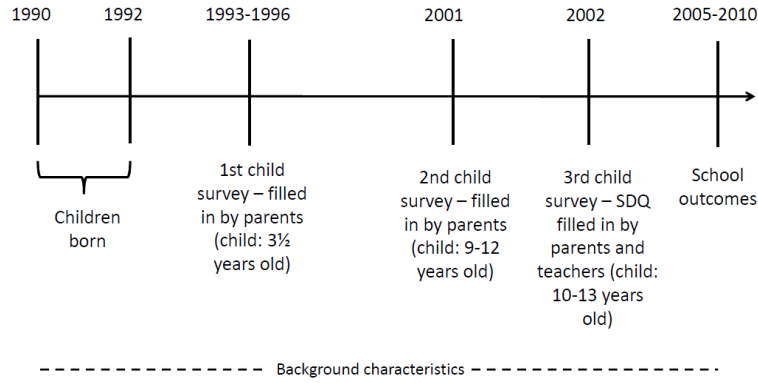 1990
1992
1993-1996
2001
2002
2005-2010
Children
born
1st child
survey – filled
in by parents
(child: 3½
years old)
2nd child
survey – filled
in by parents
(child: 9-12
years old)
3rd child
survey – SDQ
filled in by
parents and
teachers (child:
10-13 years
old)
School
outcomes
Background characteristics